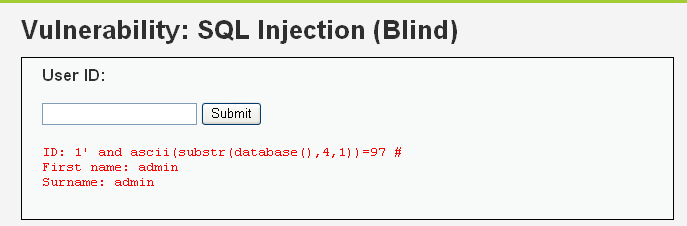 Vulnerability: SQL Injection (Blind)
User ID:
Submit
ID: 1' and ascii(substr(database(),4,1))=97 #
First name: admin
Surname: admin